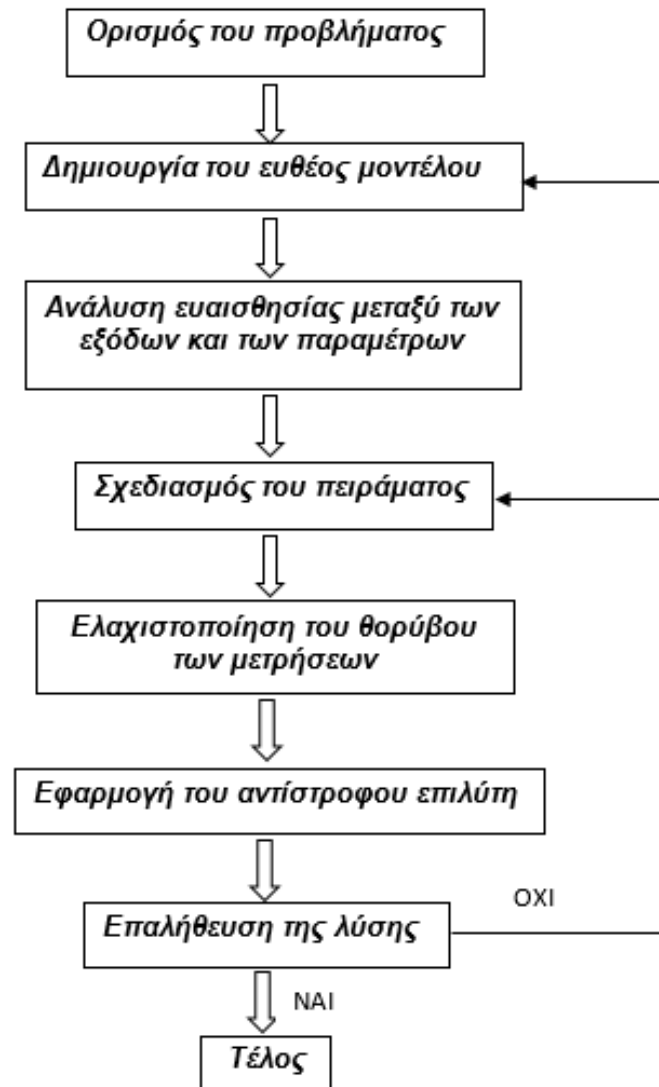 Ορισμός του προβλήματος
Δημιουργία του ευθέος μοντέλου
Ανάλυση ευαισθησίας μεταξύ των
εξόδων και των παραμέτρων
Σχεδιασμός του πειράματος
Ελαχιστοποίηση του θορύβου
των μετρήσεων
Εφαρμογή του αντίστροφου επιλύτη
Επαλήθευση της λύσης
ΟΧΙ
ΝΑΙ
Τέλος